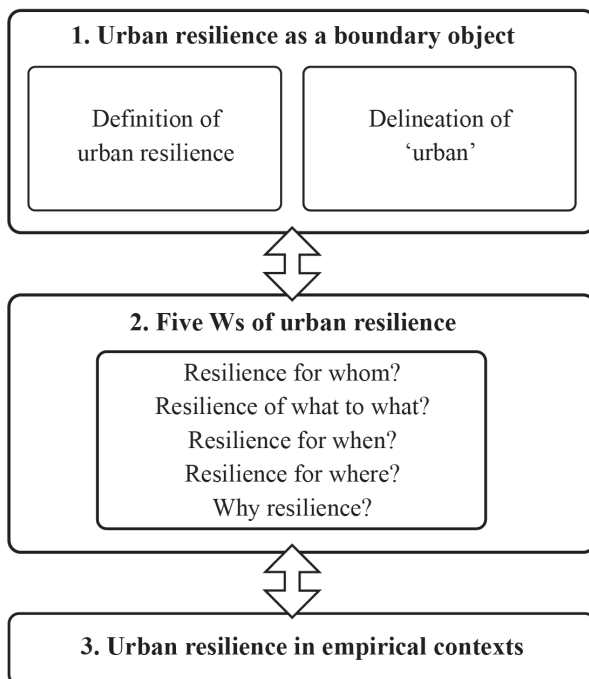 1. Urban resilience as a boundary object
Definition of
urban resilience
Delineation of
‘urban’
2. Five Ws of urban resilience
Resilience for whom?
Resilience of what to what?
Resilience for when?
Resilience for where?
Why resilience?
3. Urban resilience in empirical contexts